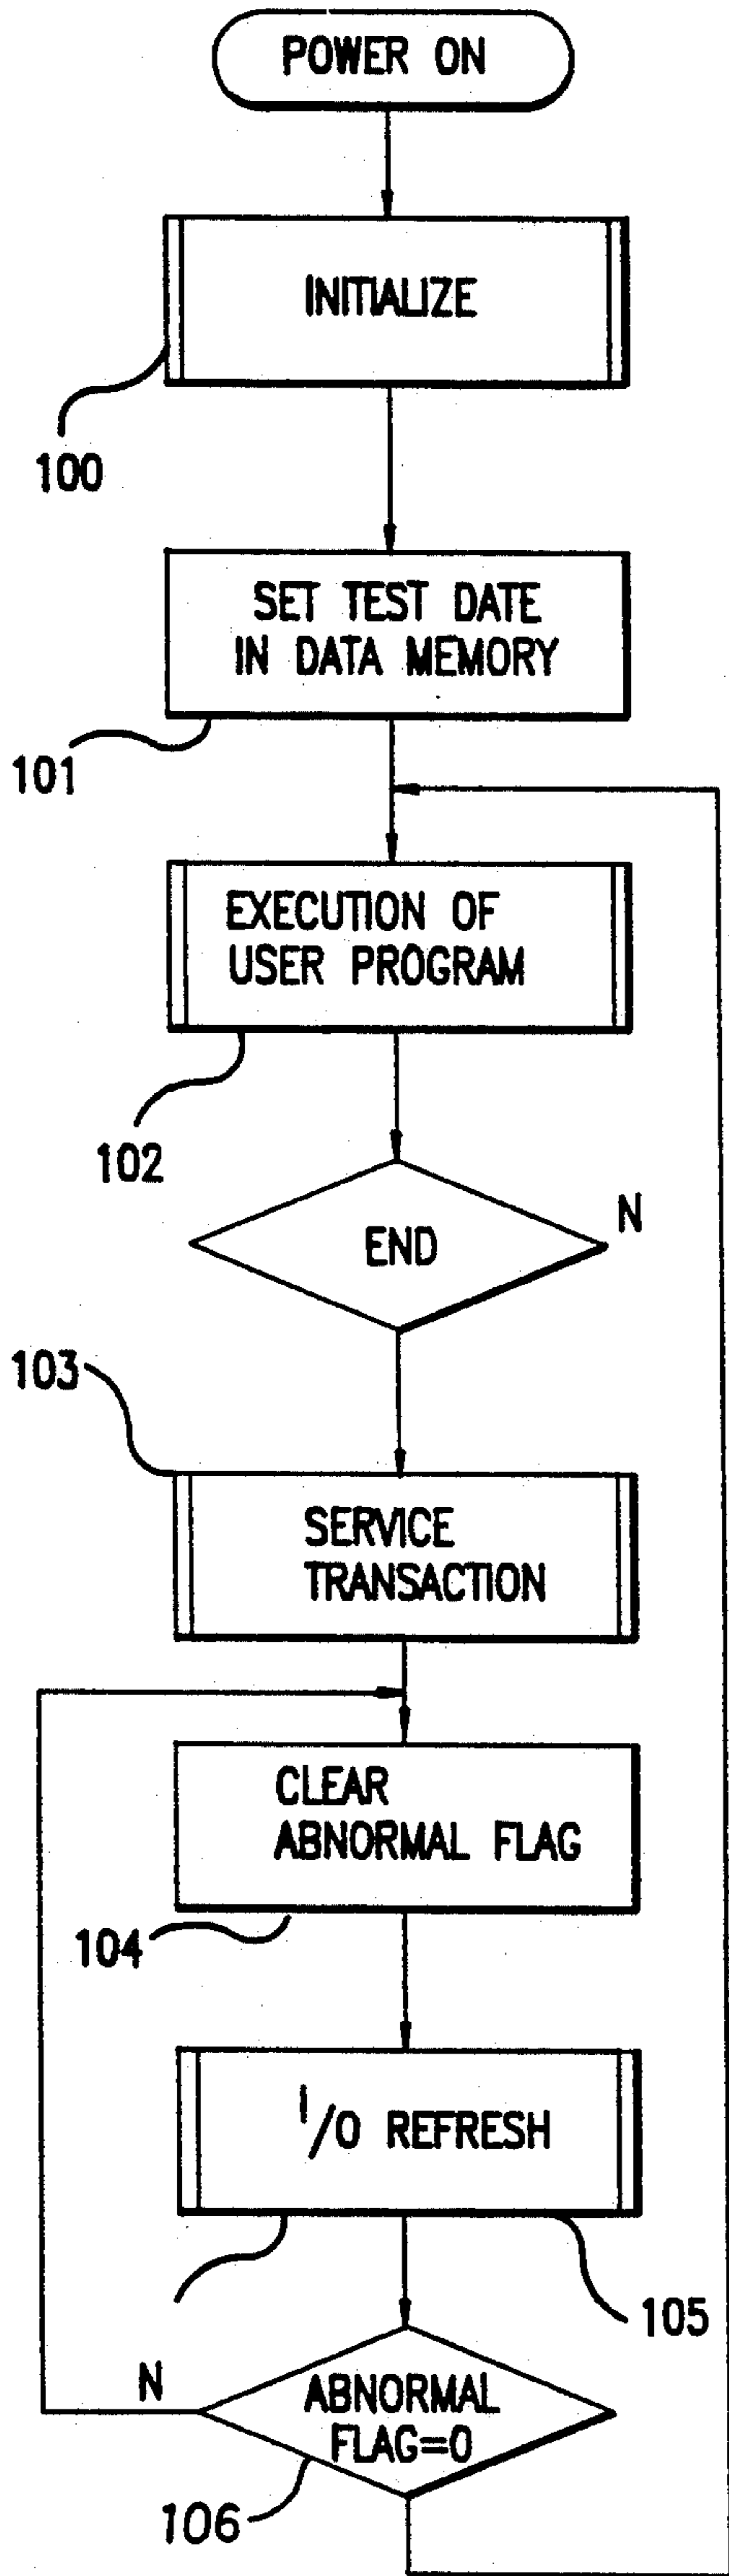 POWER ON
INITIALIZE
100
SET TEST DATE
IN DATA MEMORY
101
EXECUTION OF
USER PROGRAM
102
END
N
103
SERVICE
TRANSACTION
CLEAR
ABNORMAL FLAG
104
I/O REFRESH
105
N
ABNORMAL
FLAG=0
106